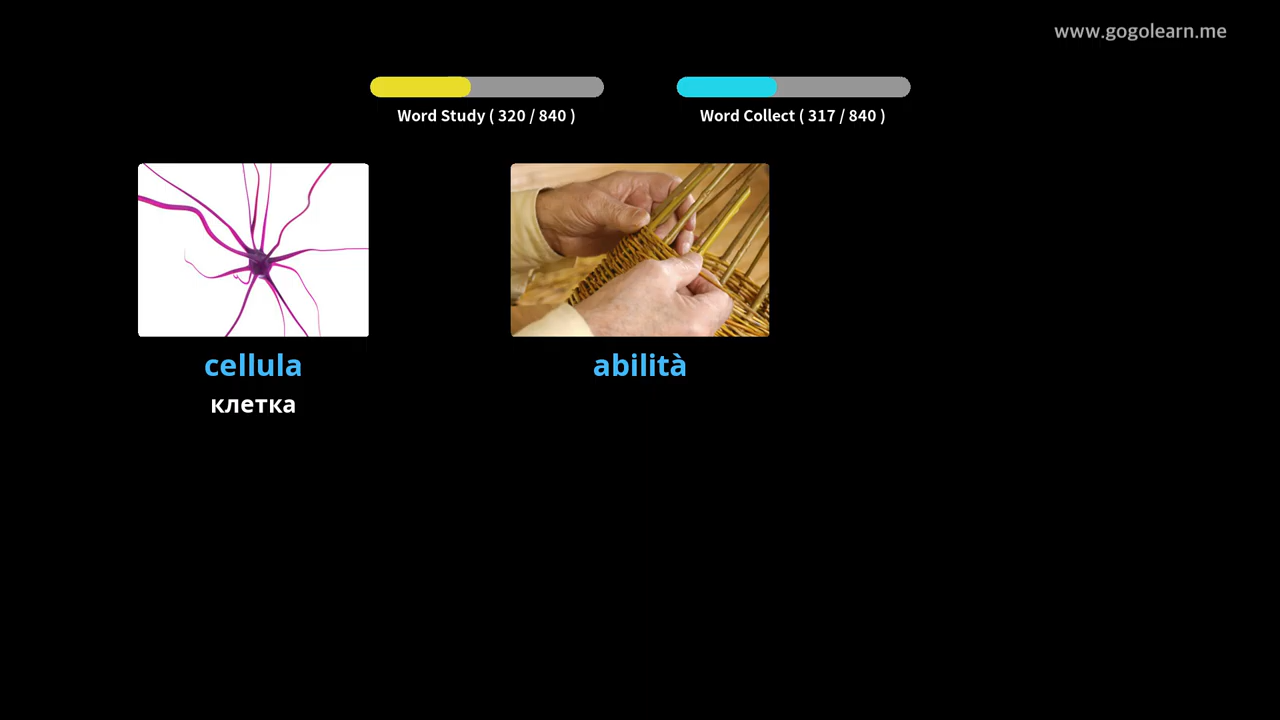 www.gogolearn.me
Word Study ( 320 / 840 )
Word Collect ( 317 / 840 )
cellula
клетка
abilità